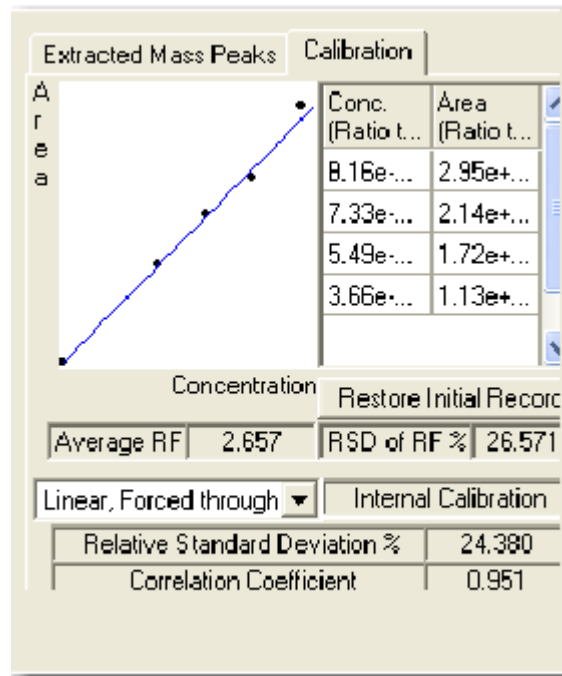 Extracted Mass Peaks Calibration
Area
Conc. (Ratio t... Area (Ratio t...
9.16e-... 2.95e+...
7.33e-... 2.14e+...
5.49e-... 1.72e+...
3.66e-... 1.13e+...
Concentration
Restore Initial Record
Average RF 2.657 RSD of RF % 26.571
Linear, Forced through Internal Calibration
Relative Standard Deviation % 24.380
Correlation Coefficient 0.951